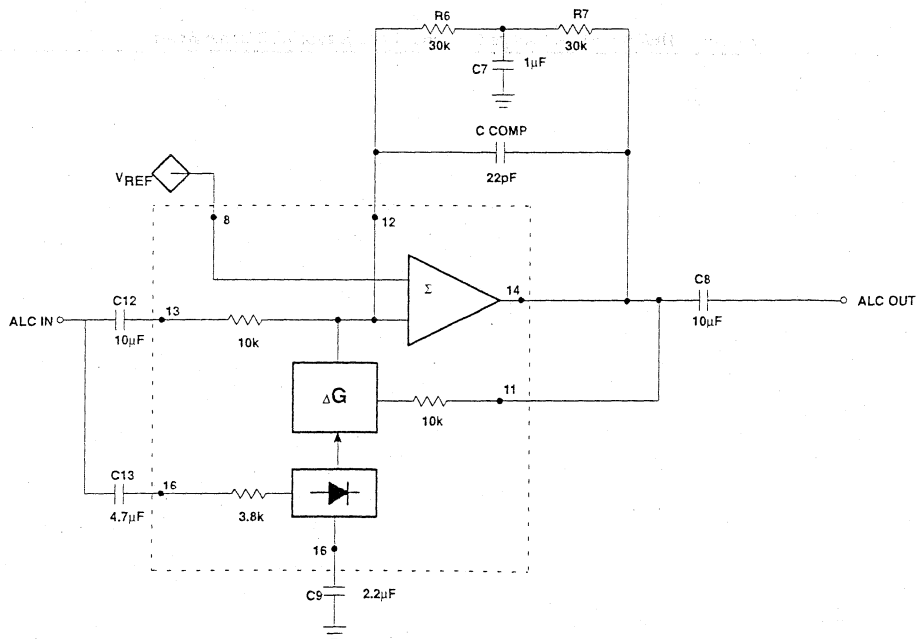 R6
R7
30k
30k
C7
1µF
C COMP
22pF
VREF
8
12
Σ
14
C8
10µF
ALC OUT
C12
13
ALC IN
10µF
10k
ΔG
11
10k
C13
16
4.7µF
3.8k
16
C9
2.2µF